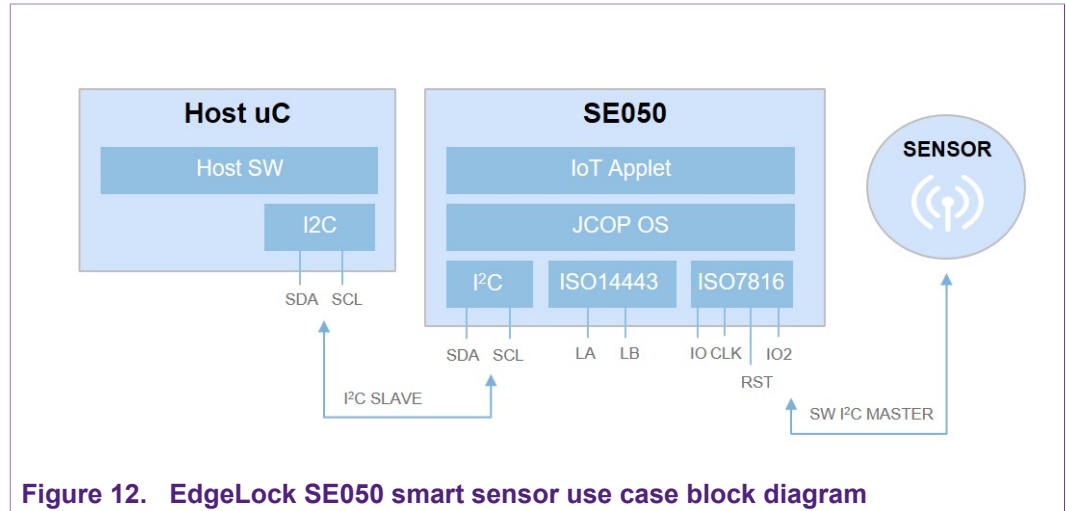 Host uC
Host SW
I2C
SDA SCL
SE050
IoT Applet
JCOP OS
I²C ISO14443 ISO7816
SDA SCL LA LB IO CLK IO2
RST
SENSOR
I²C SLAVE
SW I²C MASTER
Figure 12. EdgeLock SE050 smart sensor use case block diagram